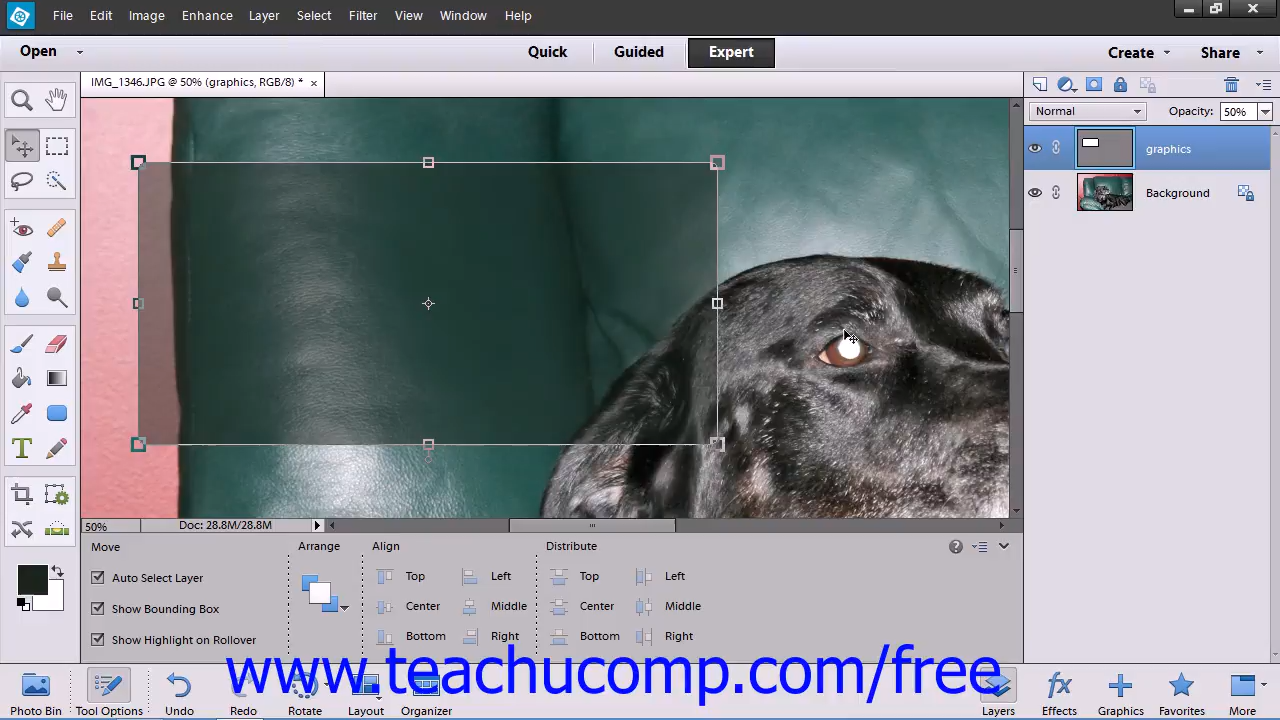 File Edit Image Enhance Layer Select Filter View Window Help
Open Quick Guided Expert Create Share
IMG_1346.JPG @ 50% (graphics, RGB/8) * ×
Normal Opacity: 50%
graphics
Background
50% Doc: 28.8M/28.8M
Move Arrange Align Distribute
Auto Select Layer Top Left Top Left
Show Bounding Box Center Middle Center Middle
Show Highlight on Rollover Bottom Right Bottom Right
www.teachucomp.com/free
Photo Bin Tool Options Undo Redo Rotate Layout Organizer Layers Effects Graphics Favorites More